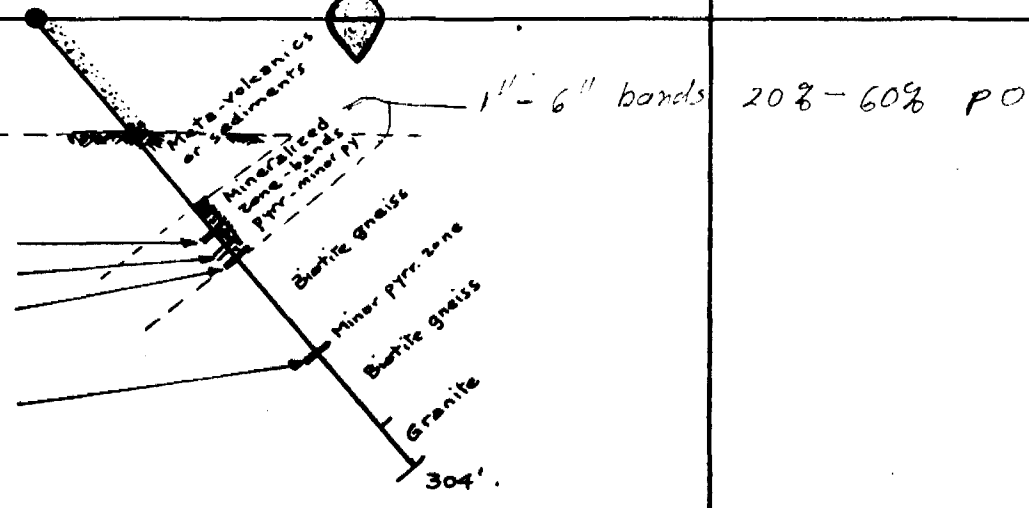 Meta-volcanics
or sediments
1" - 6" bands 20% - 60% PO
Mineralized
zone-bands
Pyrr.-minor py
Biotite gneiss
Minor pyrr. zone
Biotite gneiss
Granite
304'.